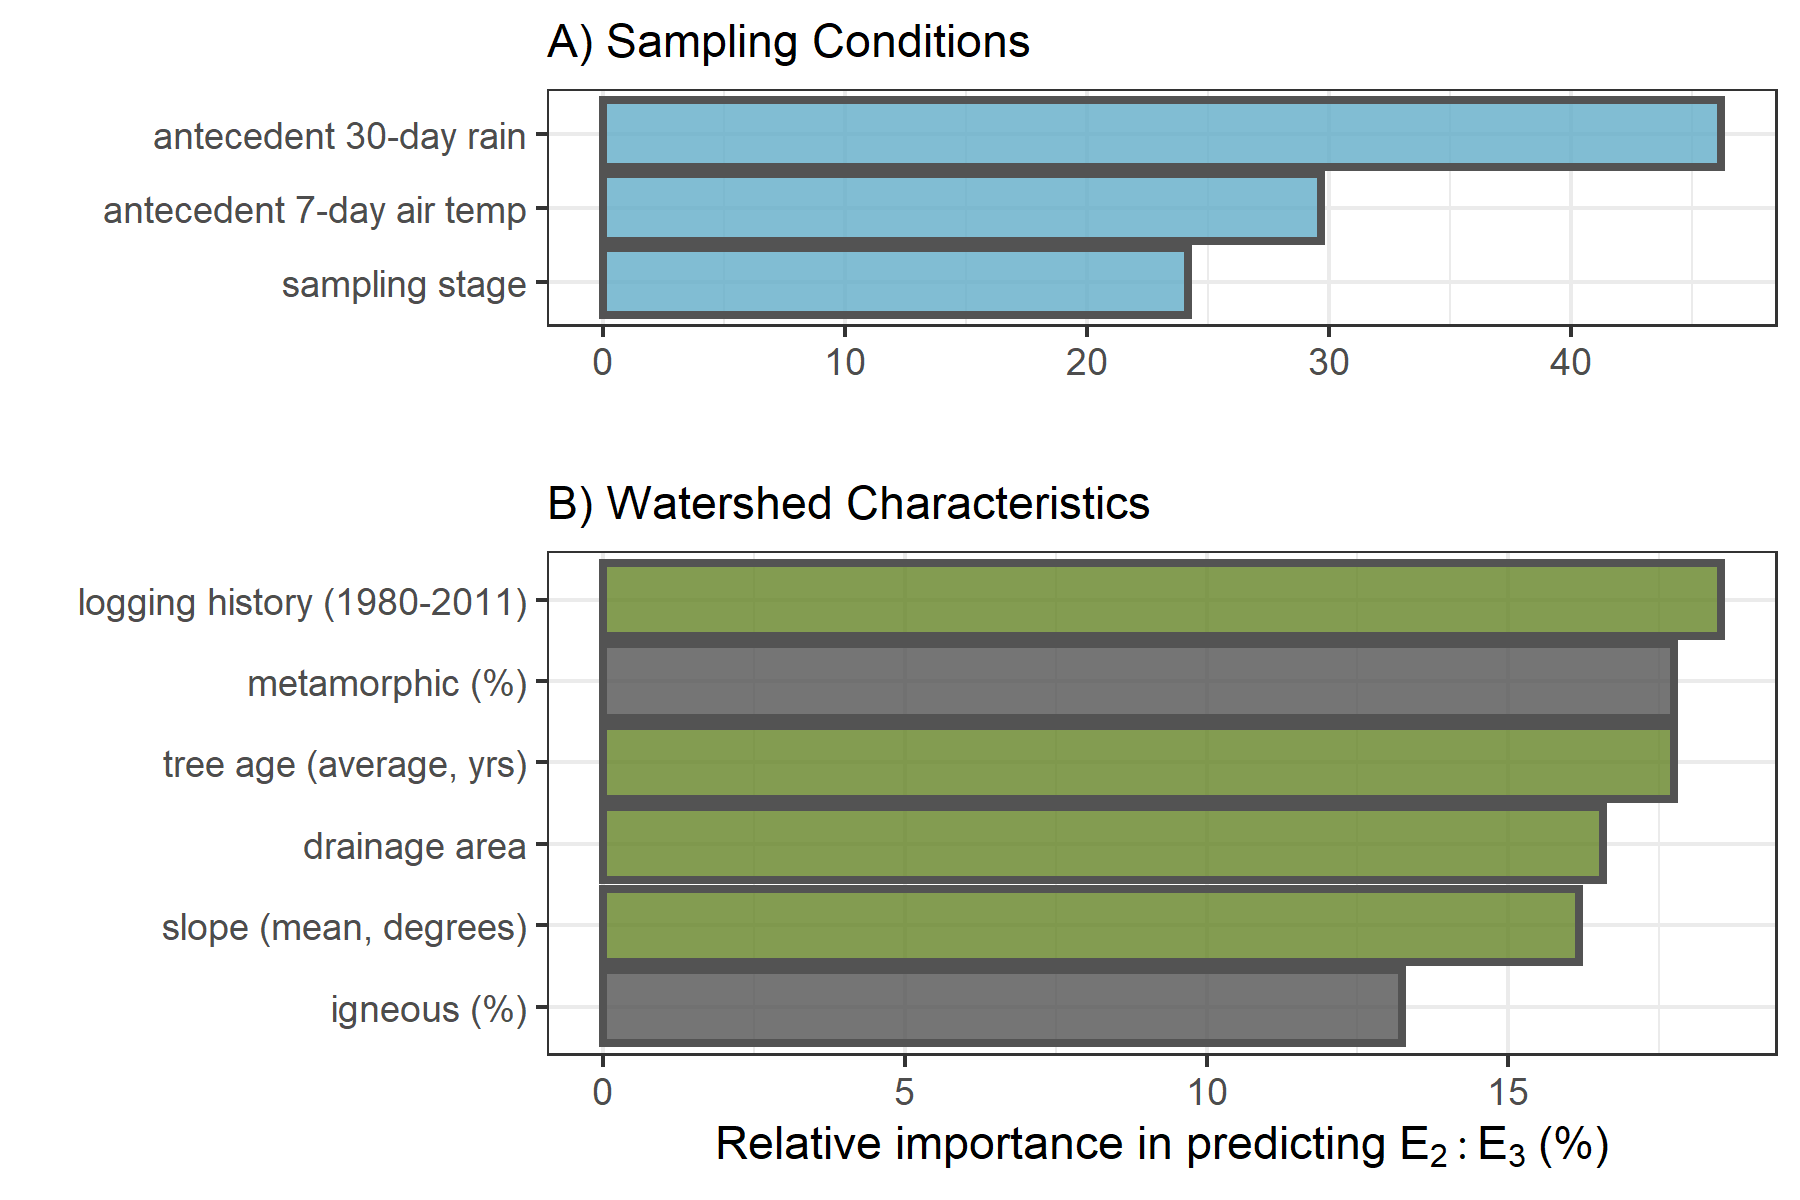 A) Sampling Conditions
antecedent 30-day rain
antecedent 7-day air temp
sampling stage
0 10 20 30 40
B) Watershed Characteristics
logging history (1980-2011)
metamorphic (%)
tree age (average, yrs)
drainage area
slope (mean, degrees)
igneous (%)
0 5 10 15
Relative importance in predicting E₂ : E₃ (%)